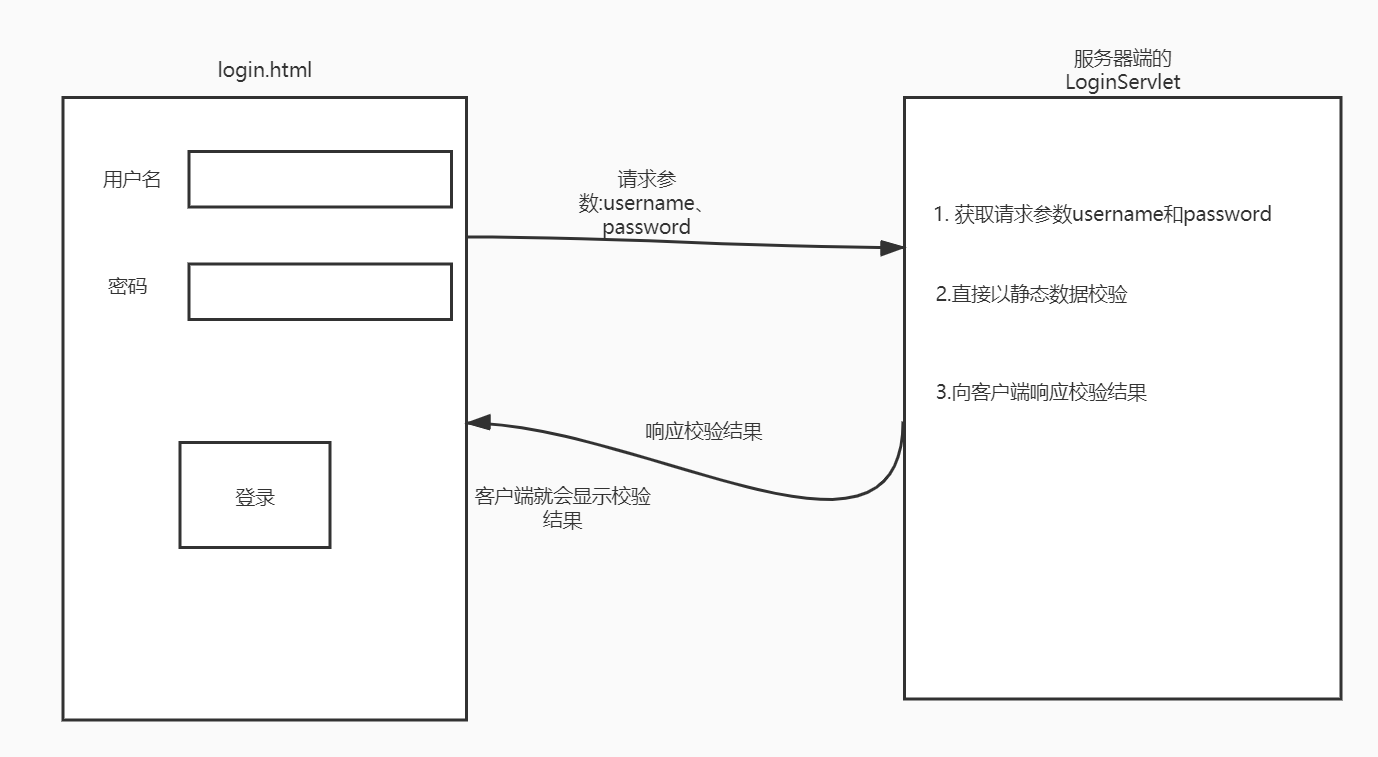 login.html
用户名
密码
登录
请求参
数:username、
password
响应校验结果
客户端就会显示校验
结果
服务器端的
LoginServlet
1. 获取请求参数username和password
2.直接以静态数据校验
3.向客户端响应校验结果